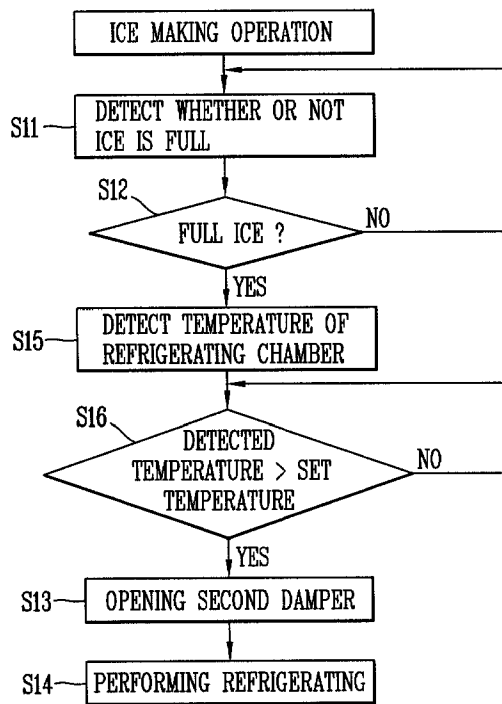 ICE MAKING OPERATION
S11
DETECT WHETHER OR NOT
ICE IS FULL
S12
FULL ICE ?
NO
YES
S15
DETECT TEMPERATURE OF
REFRIGERATING CHAMBER
S16
DETECTED
TEMPERATURE > SET
TEMPERATURE
NO
YES
S13
OPENING SECOND DAMPER
S14
PERFORMING REFRIGERATING